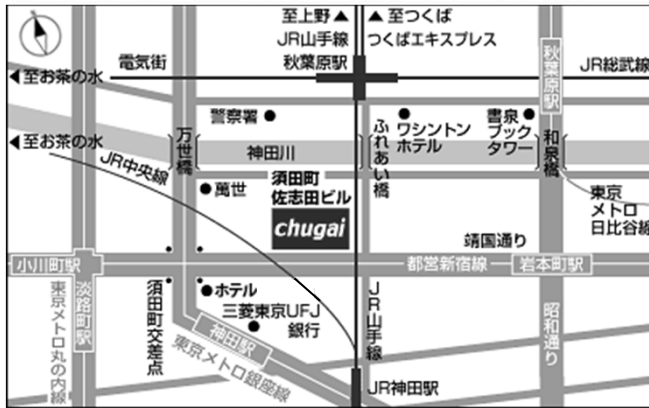 至上野▲
▲至つくば
JR山手線
つくばエキスプレス
電気街
秋葉原駅
JR総武線
◀至お茶の水
秋葉原駅
警察署
ワシントン
ホテル
書泉
ブック
タワー
◀至お茶の水
万世橋
神田川
ふれあい橋
和泉橋
JR中央線
萬世
須田町
佐志田ビル
chugai
東京
メトロ
日比谷線
靖国通り
小川町駅
都営新宿線
岩本町駅
淡路町駅
東京メトロ丸の内線
須田町交差点
ホテル
三菱東京UFJ
銀行
JR山手線
昭和通り
神田駅
東京メトロ銀座線
JR神田駅